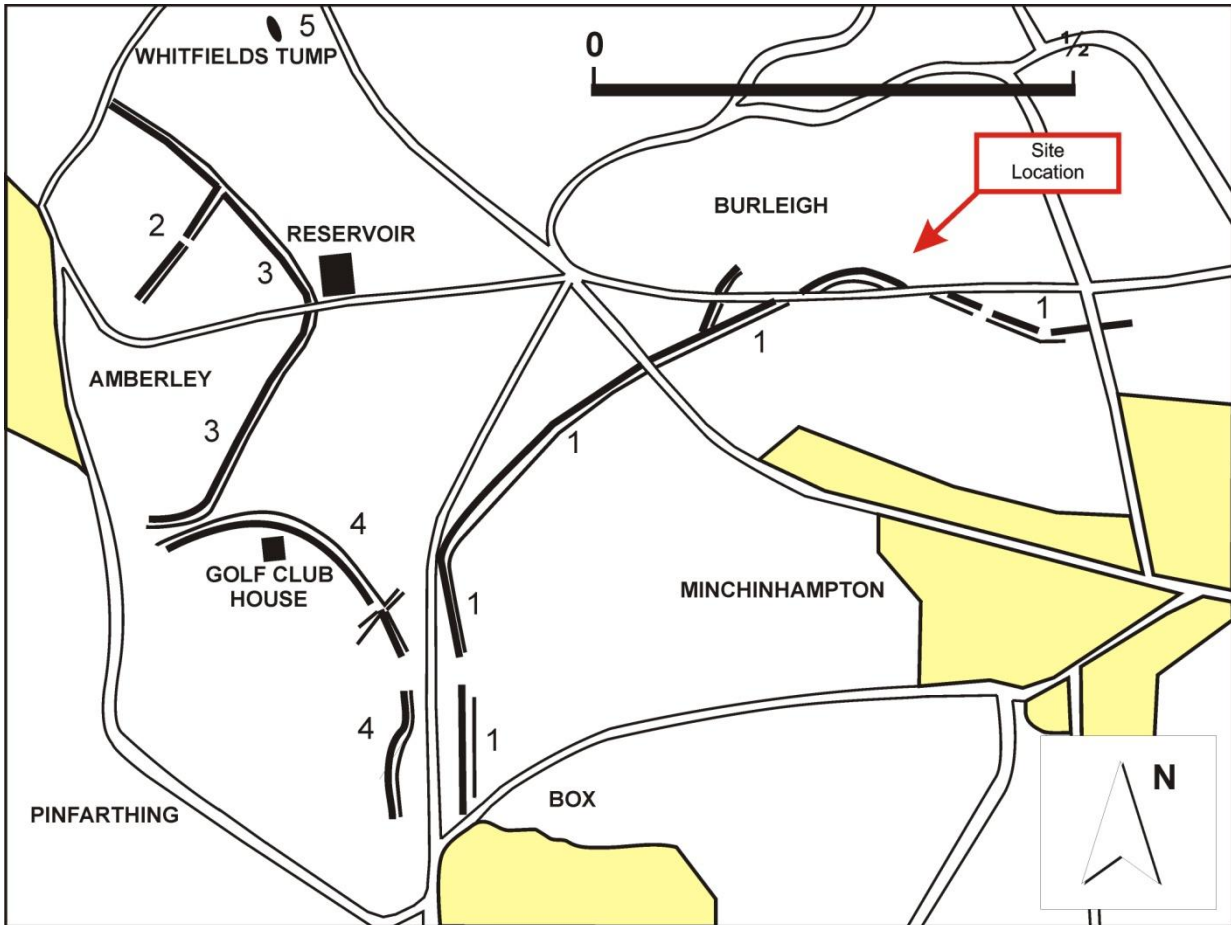 5
WHITFIELDS TUMP
0
½
Site
Location
BURLEIGH
2
RESERVOIR
3
1
1
AMBERLEY
3
1
4
GOLF CLUB
HOUSE
1
MINCHINHAMPTON
4
1
PINFARTHING
BOX
N